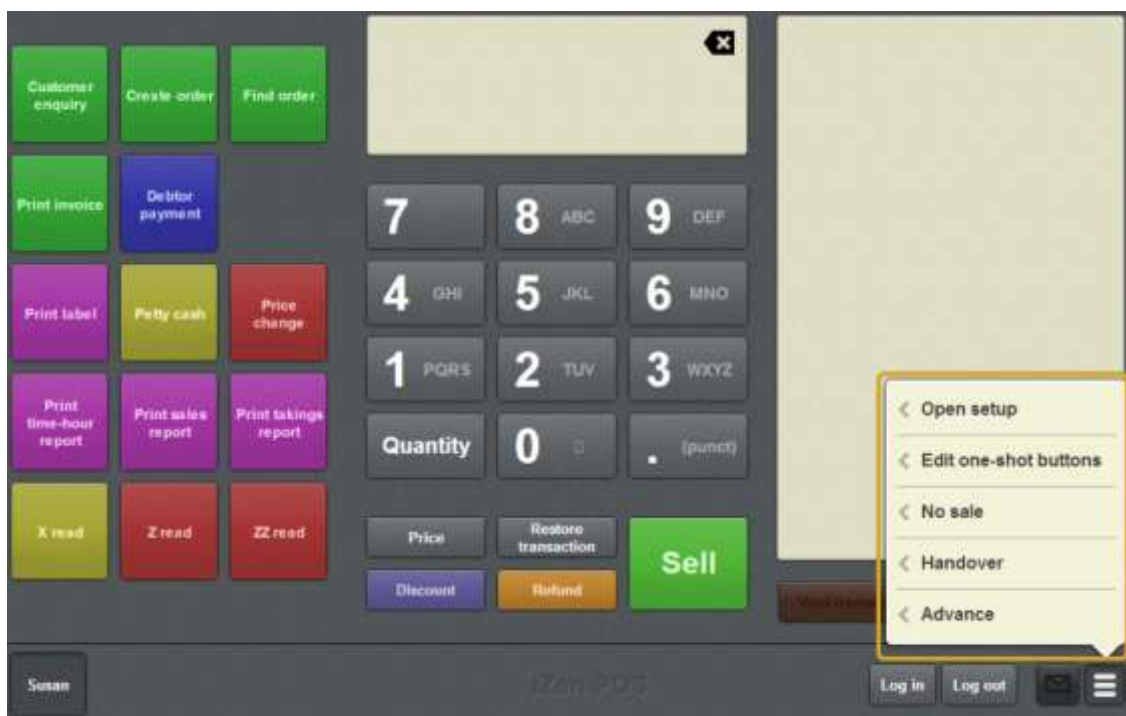 Customer
enquiry
Create order
Find order
Print invoice
Debtor
payment
Print label
Petty cash
Price
change
Print
time-hour
report
Print sales
report
Print takings
report
X read
Z read
ZZ read
7
8 ABC
9 DEF
4 GHI
5 JKL
6 MNO
1 PQRS
2 TUV
3 WXYZ
Quantity
0
. (punct)
Price
Restore
transaction
Sell
Discount
Refund
Open setup
Edit one-shot buttons
No sale
Handover
Advance
Susan
iZen POS
Log in
Log out